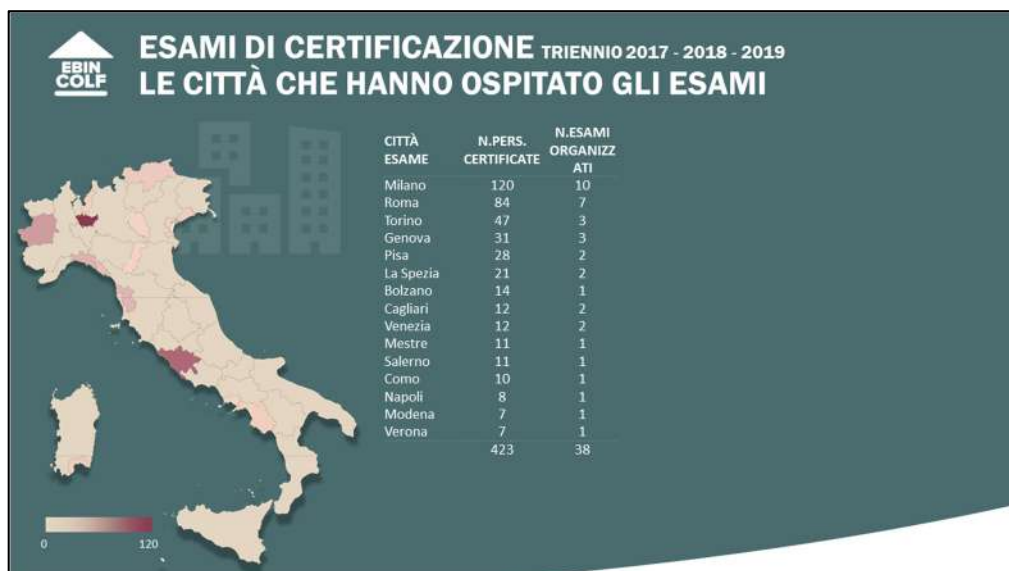 EBIN
COLF
ESAMI DI CERTIFICAZIONE TRIENNIO 2017 - 2018 - 2019
LE CITTÀ CHE HANNO OSPITATO GLI ESAMI
CITTÀ ESAME N.PERS. CERTIFICATE N.ESAMI ORGANIZZ ATI
Milano 120 10
Roma 84 7
Torino 47 3
Genova 31 3
Pisa 28 2
La Spezia 21 2
Bolzano 14 1
Cagliari 12 2
Venezia 12 2
Mestre 11 1
Salerno 11 1
Como 10 1
Napoli 8 1
Modena 7 1
Verona 7 1
423 38
0 120